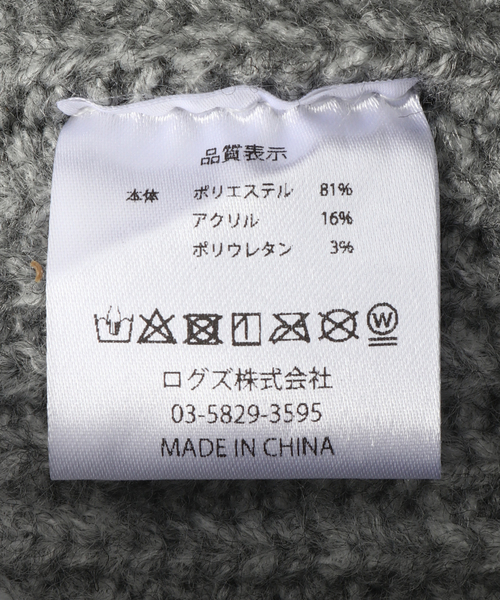 品質表示
本体 ポリエステル 81%
アクリル 16%
ポリウレタン 3%
W
ログズ株式会社
03-5829-3595
MADE IN CHINA